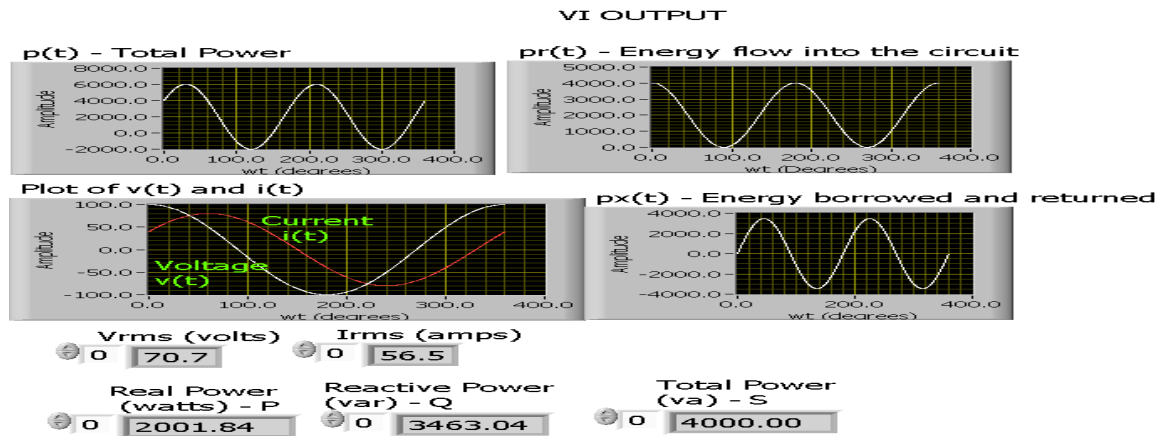 VI OUTPUT
p(t) - Total Power
Amplitude
8000.0
6000.0
4000.0
2000.0
0.0
-2000.0
0.0 100.0 200.0 300.0 400.0
wt (degrees)
pr(t) - Energy flow into the circuit
Amplitude
5000.0
4000.0
3000.0
2000.0
1000.0
0.0
0.0 100.0 200.0 300.0 400.0
wt (Degrees)
Plot of v(t) and i(t)
Amplitude
100.0
50.0
0.0
-50.0
-100.0
Current
i(t)
Voltage
v(t)
0.0 100.0 200.0 300.0 400.0
wt (degrees)
px(t) - Energy borrowed and returned
Amplitude
4000.0
2000.0
0.0
-2000.0
-4000.0
0.0 200.0 400.0
wt (degrees)
Vrms (volts)
0 70.7
Irms (amps)
0 56.5
Real Power
(watts) - P
0 2001.84
Reactive Power
(var) - Q
0 3463.04
Total Power
(va) - S
0 4000.00